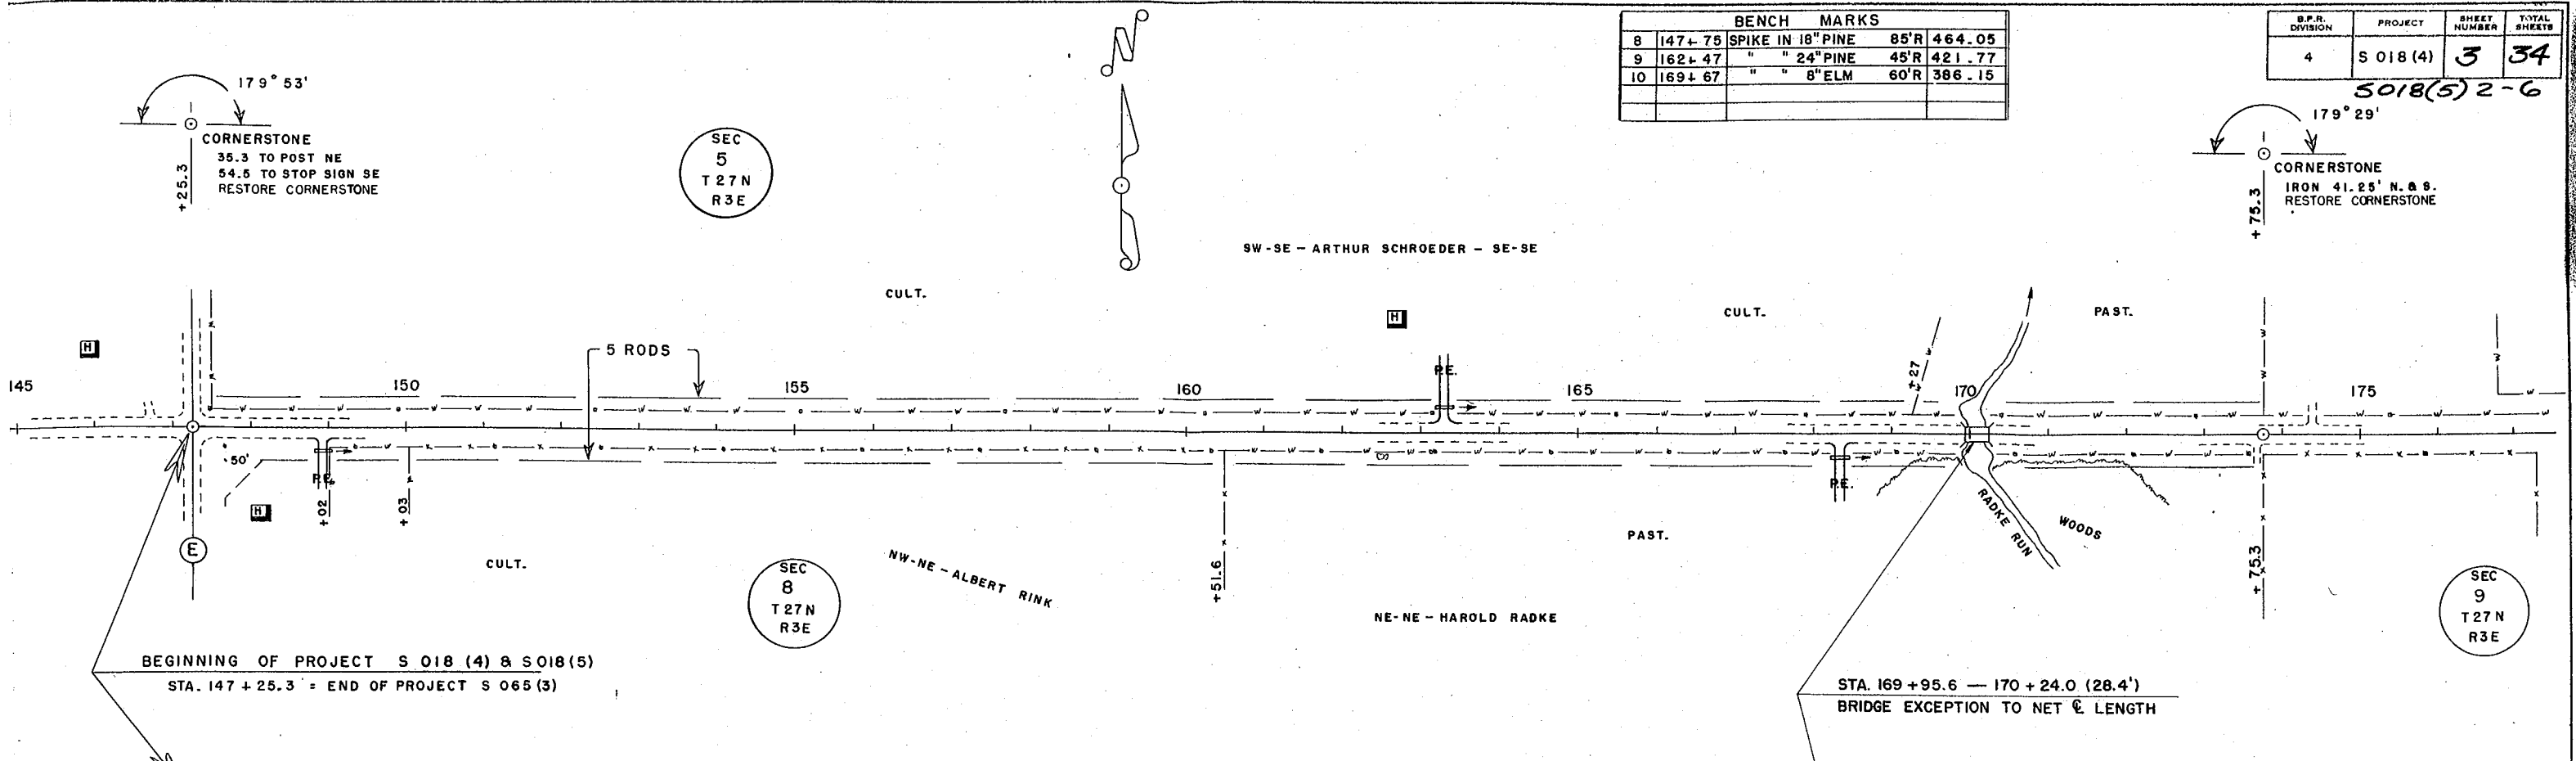 BENCH MARKS
8 147+75 SPIKE IN 18" PINE 85'R 464.05
9 162+47 " " 24" PINE 45'R 421.77
10 169+67 " " 8" ELM 60'R 386.15
B.P.R. DIVISION PROJECT SHEET NUMBER TOTAL SHEETS
4 S 018 (4) 3 34
S018(5) 2-6
N
179° 53'
CORNERSTONE
35.3 TO POST NE
54.5 TO STOP SIGN SE
RESTORE CORNERSTONE
+25.3
SEC
5
T 27N
R3E
179° 29'
CORNERSTONE
IRON 41.25' N. & S.
RESTORE CORNERSTONE
+75.3
SW-SE – ARTHUR SCHROEDER – SE-SE
CULT.
H
CULT.
PAST.
H
5 RODS
P.E.
+27
145 150 155 160 165 170 175
50'
P.E.
H
+02
+03
P.E.
E
CULT.
SEC
8
T 27N
R3E
NW-NE-ALBERT RINK
+51.6
PAST.
NE-NE – HAROLD RADKE
RADKE RUN
WOODS
+75.3
SEC
9
T 27 N
R3E
BEGINNING OF PROJECT S 018 (4) & S018(5)
STA. 147 + 25.3 = END OF PROJECT S 065 (3)
STA. 169 +95.6 — 170 + 24.0 (28.4')
BRIDGE EXCEPTION TO NET ℄ LENGTH